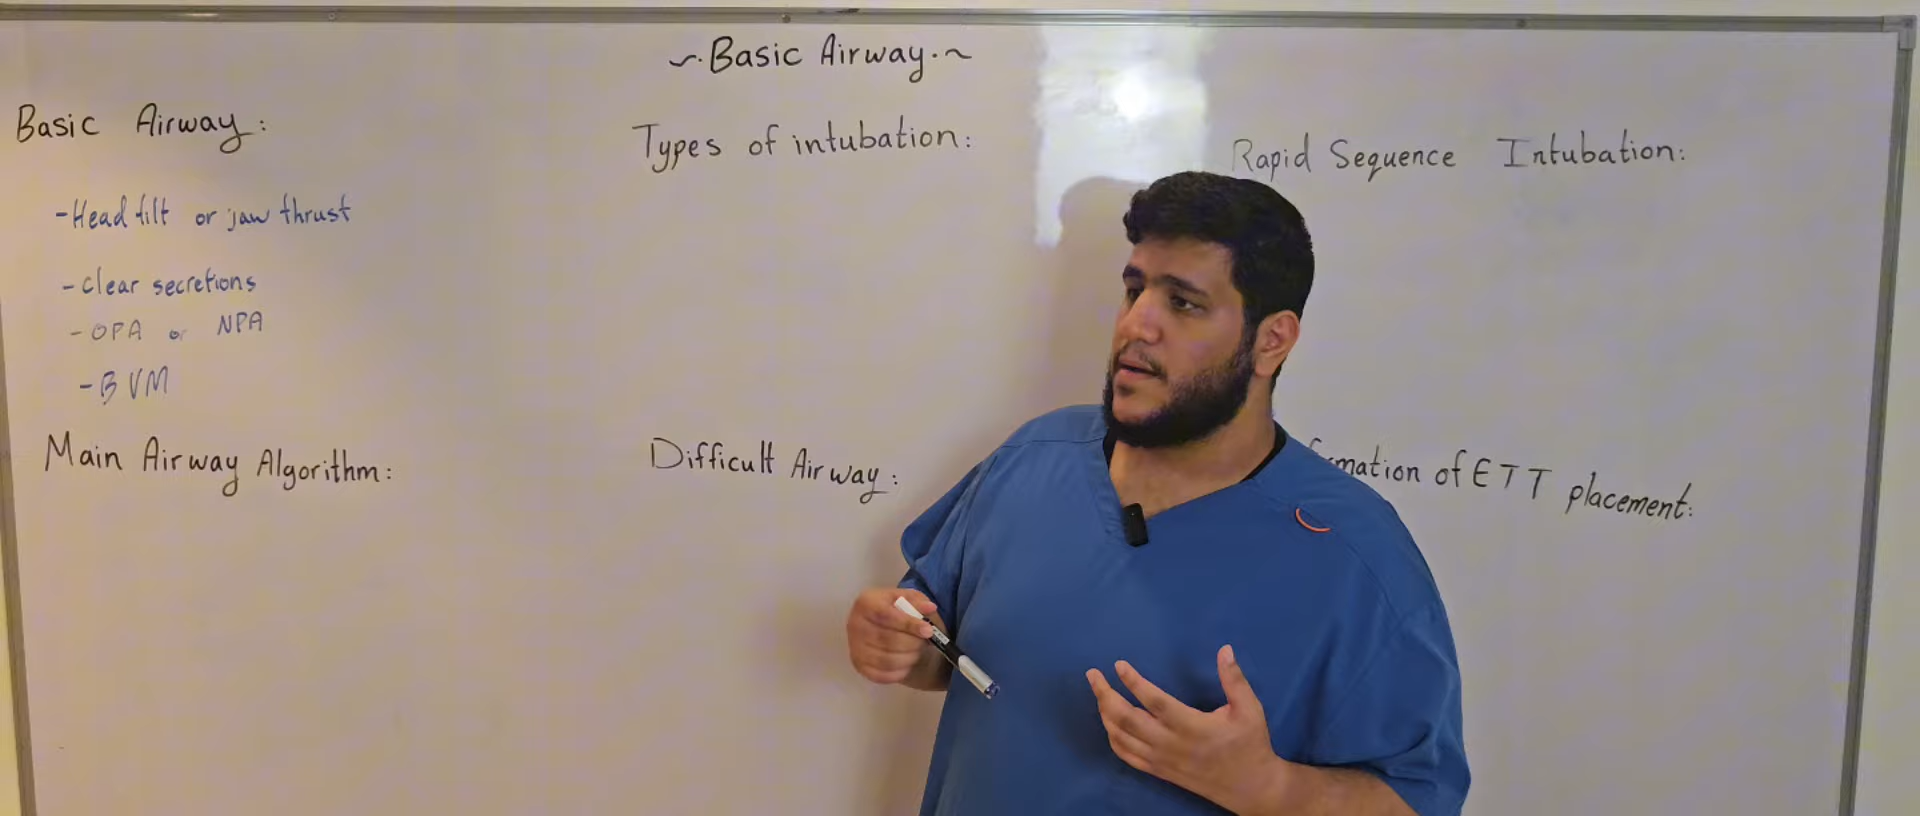 ~. Basic Airway. ~
Basic Airway:
- Head tilt or jaw thrust
- clear secretions
- OPA or NPA
- BVM
Main Airway Algorithm:
Types of intubation:
Difficult Airway:
Rapid Sequence Intubation:
of ETT placement: